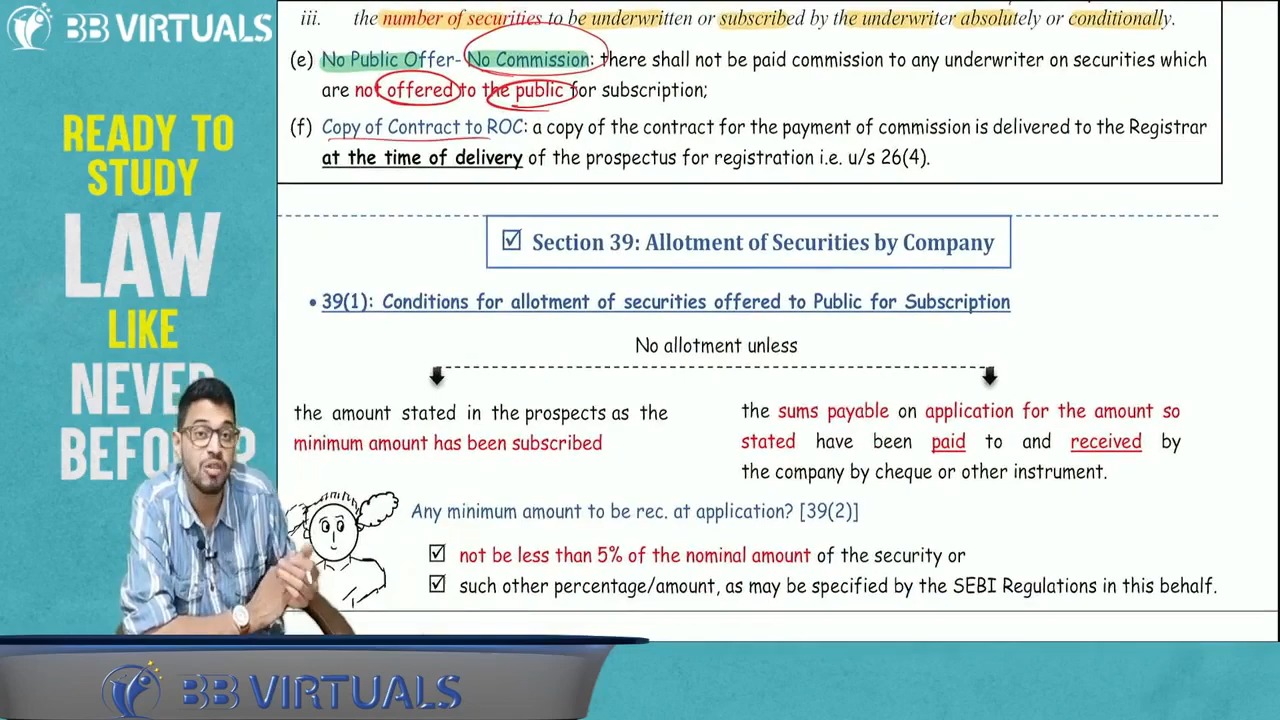 BB VIRTUALS
READY TO
STUDY
LAW
LIKE
NEVER
BEFO
iii. the number of securities to be underwritten or subscribed by the underwriter absolutely or conditionally.
(e) No Public Offer- No Commission: there shall not be paid commission to any underwriter on securities which
are not offered to the public for subscription;
(f) Copy of Contract to ROC: a copy of the contract for the payment of commission is delivered to the Registrar
at the time of delivery of the prospectus for registration i.e. u/s 26(4).
☑ Section 39: Allotment of Securities by Company
• 39(1): Conditions for allotment of securities offered to Public for Subscription
No allotment unless
the amount stated in the prospects as the
minimum amount has been subscribed
the sums payable on application for the amount so
stated have been paid to and received by
the company by cheque or other instrument.
Any minimum amount to be rec. at application? [39(2)]
☑ not be less than 5% of the nominal amount of the security or
☑ such other percentage/amount, as may be specified by the SEBI Regulations in this behalf.
BB VIRTUALS